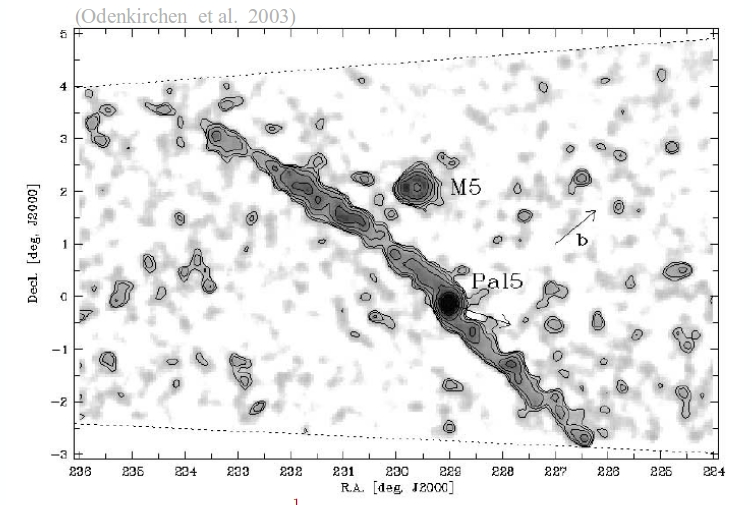 (Odenkirchen et al. 2003)
5
4
3
2
1
0
-1
-2
-3
Decl. [deg, J2000]
M5
b
Pal5
236 235 234 233 232 231 230 229 228 227 226 225 224
R.A. [deg, J2000]
1